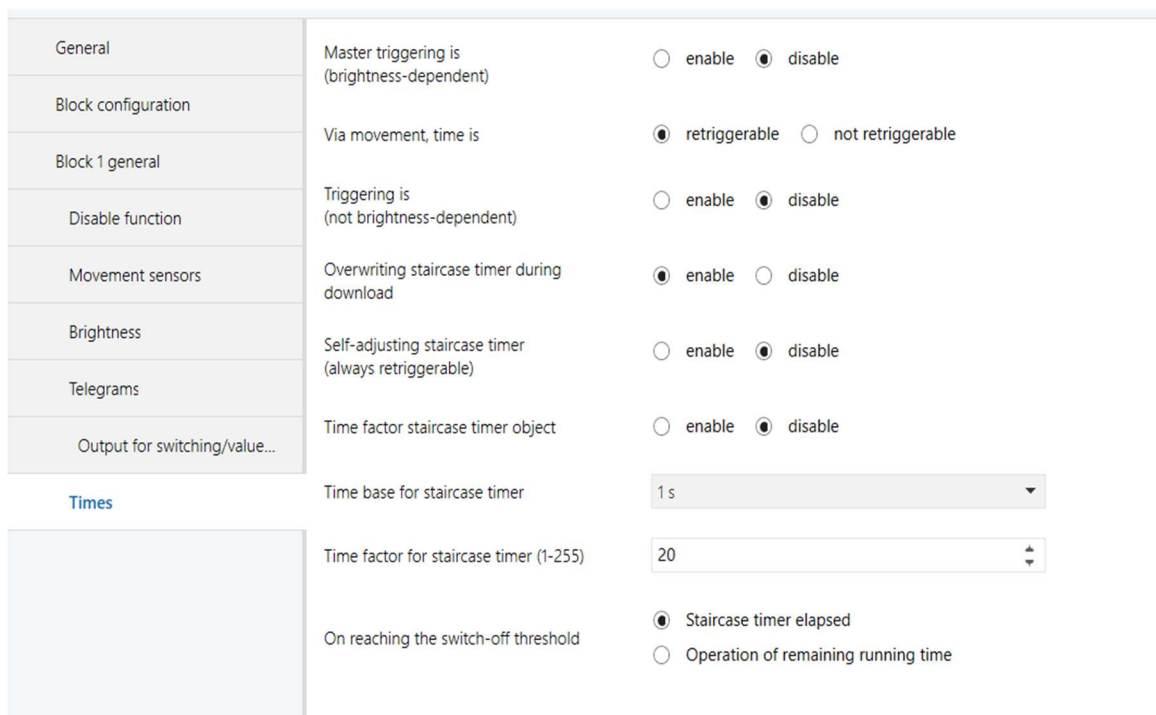 General
Block configuration
Block 1 general
Disable function
Movement sensors
Brightness
Telegrams
Output for switching/value...
Times
Master triggering is
(brightness-dependent)
enable disable
Via movement, time is
retriggerable not retriggerable
Triggering is
(not brightness-dependent)
enable disable
Overwriting staircase timer during
download
enable disable
Self-adjusting staircase timer
(always retriggerable)
enable disable
Time factor staircase timer object
enable disable
Time base for staircase timer
1 s
Time factor for staircase timer (1-255)
20
On reaching the switch-off threshold
Staircase timer elapsed
Operation of remaining running time